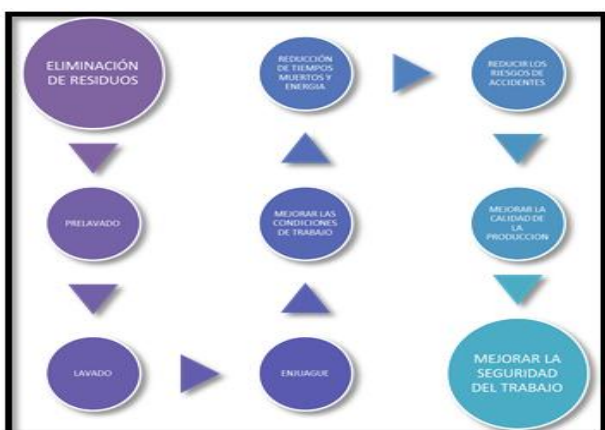 ELIMINACIÓN
DE RESIDUOS
PRELAVADO
LAVADO
ENJUAGUE
MEJORAR LAS
CONDICIONES
DE TRABAJO
REDUCCIÓN
DE TIEMPOS
MUERTOS Y
ENERGIA
REDUCIR LOS
RIESGOS DE
ACCIDENTES
MEJORAR LA
CALIDAD DE
LA
PRODUCCION
MEJORAR LA
SEGURIDAD
DEL TRABAJO